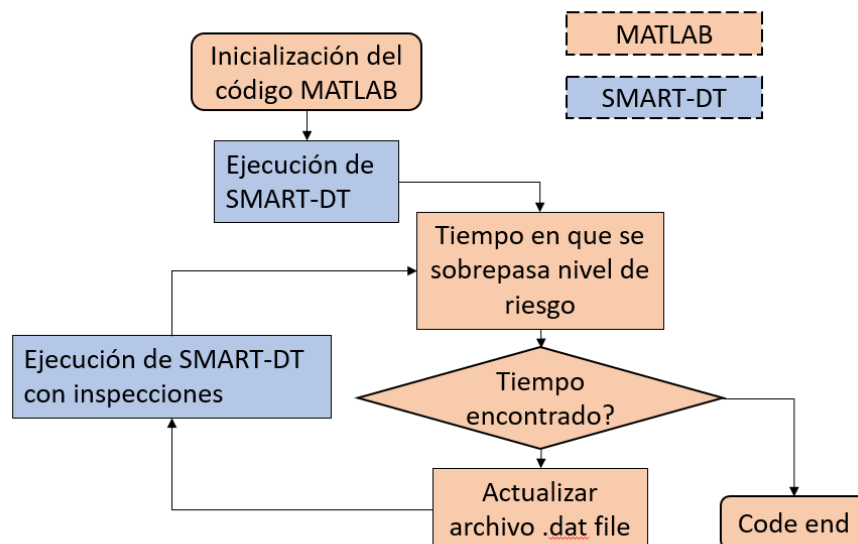 Inicialización del
código MATLAB
MATLAB
SMART-DT
Ejecución de
SMART-DT
Tiempo en que se
sobrepasa nivel de
riesgo
Ejecución de SMART-DT
con inspecciones
Tiempo
encontrado?
Actualizar
archivo .dat file
Code end